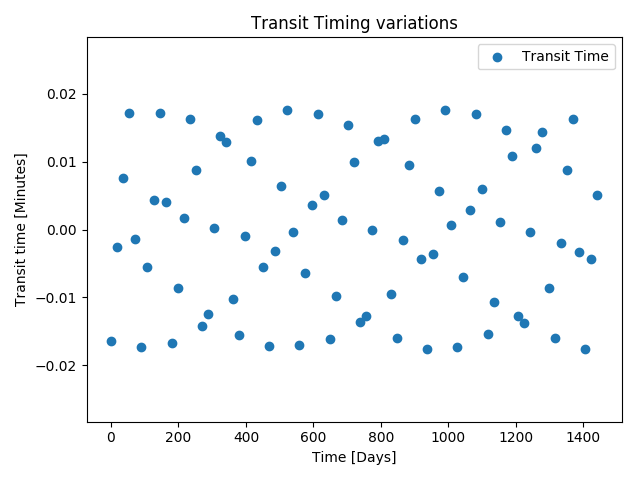 Transit Timing variations
Transit Time
0.02
0.01
0.00
−0.01
−0.02
Transit time [Minutes]
0 200 400 600 800 1000 1200 1400
Time [Days]